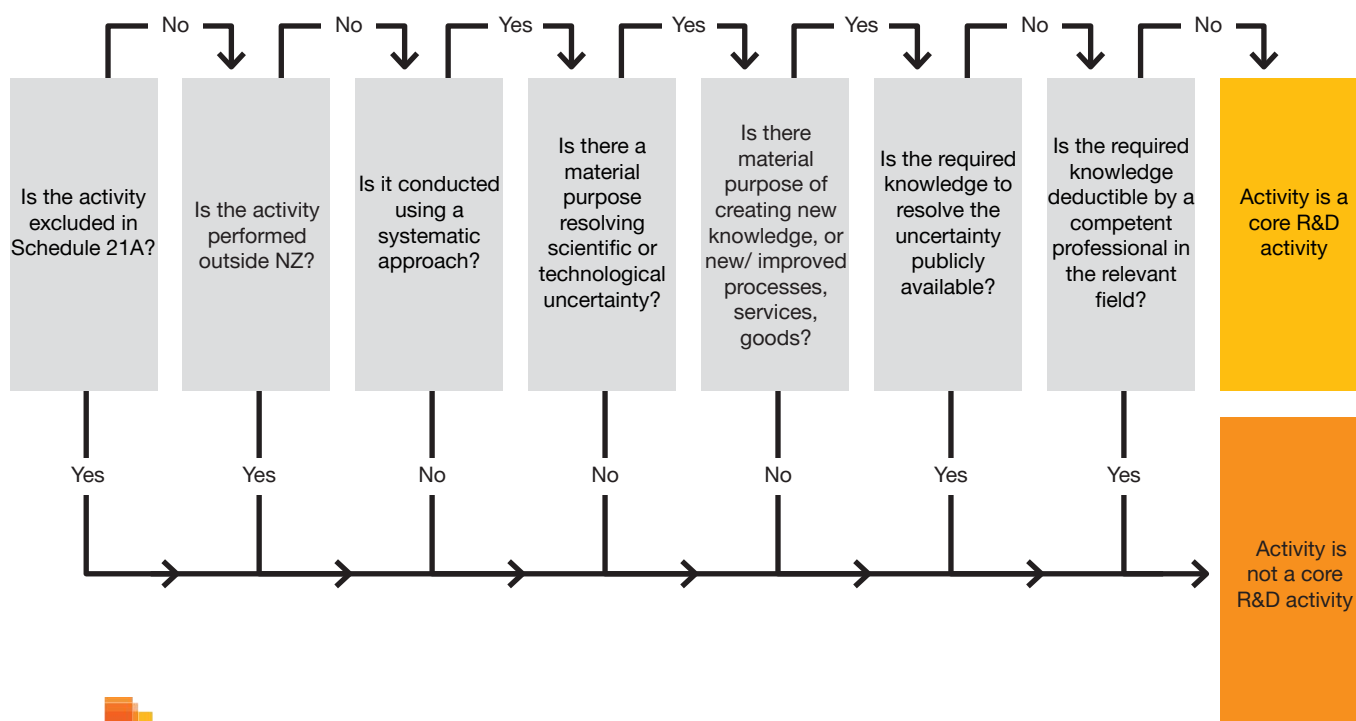 No
No
Yes
Yes
Yes
No
No
Is the activity
excluded in
Schedule 21A?
Is the activity
performed
outside NZ?
Is it conducted
using a
systematic
approach?
Is there a
material
purpose
resolving
scientific or
technological
uncertainty?
Is there
material
purpose of
creating new
knowledge, or
new/ improved
processes,
services,
goods?
Is the required
knowledge to
resolve the
uncertainty
publicly
available?
Is the required
knowledge
deductible by a
competent
professional in
the relevant
field?
Activity is a
core R&D
activity
Yes
Yes
No
No
No
Yes
Yes
Activity is
not a core
R&D activity